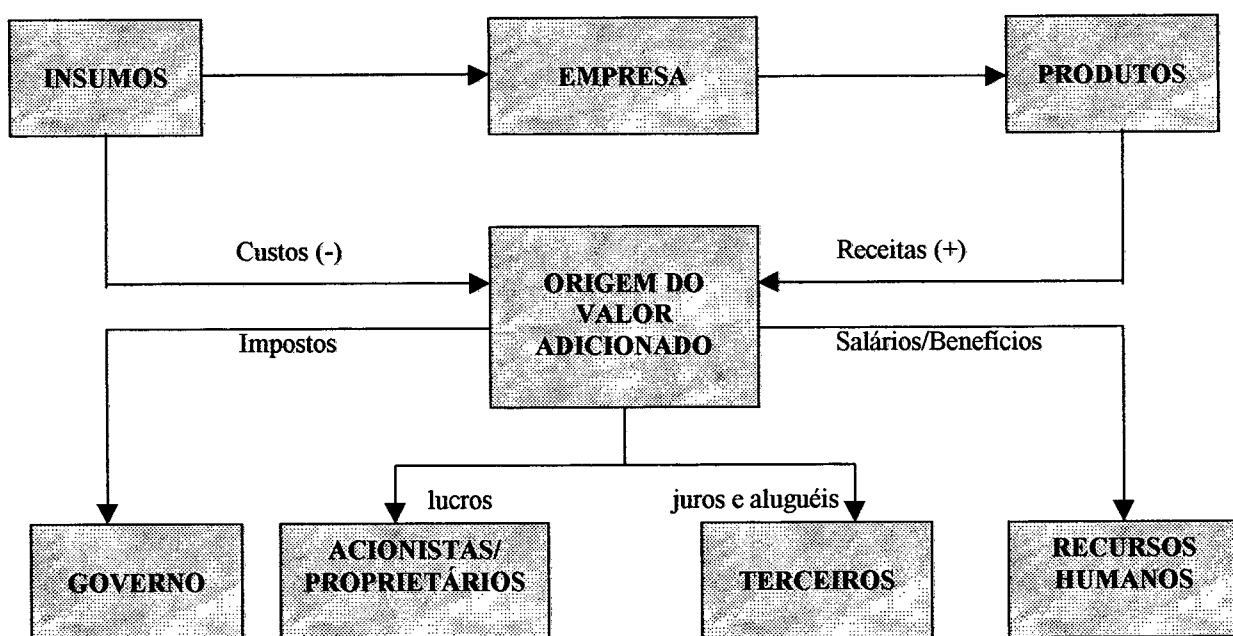 INSUMOS
EMPRESA
PRODUTOS
Custos (-)
Receitas (+)
ORIGEM DO
VALOR
ADICIONADO
Impostos
Salários/Benefícios
lucros
juros e aluguéis
GOVERNO
ACIONISTAS/
PROPRIETÁRIOS
TERCEIROS
RECURSOS
HUMANOS